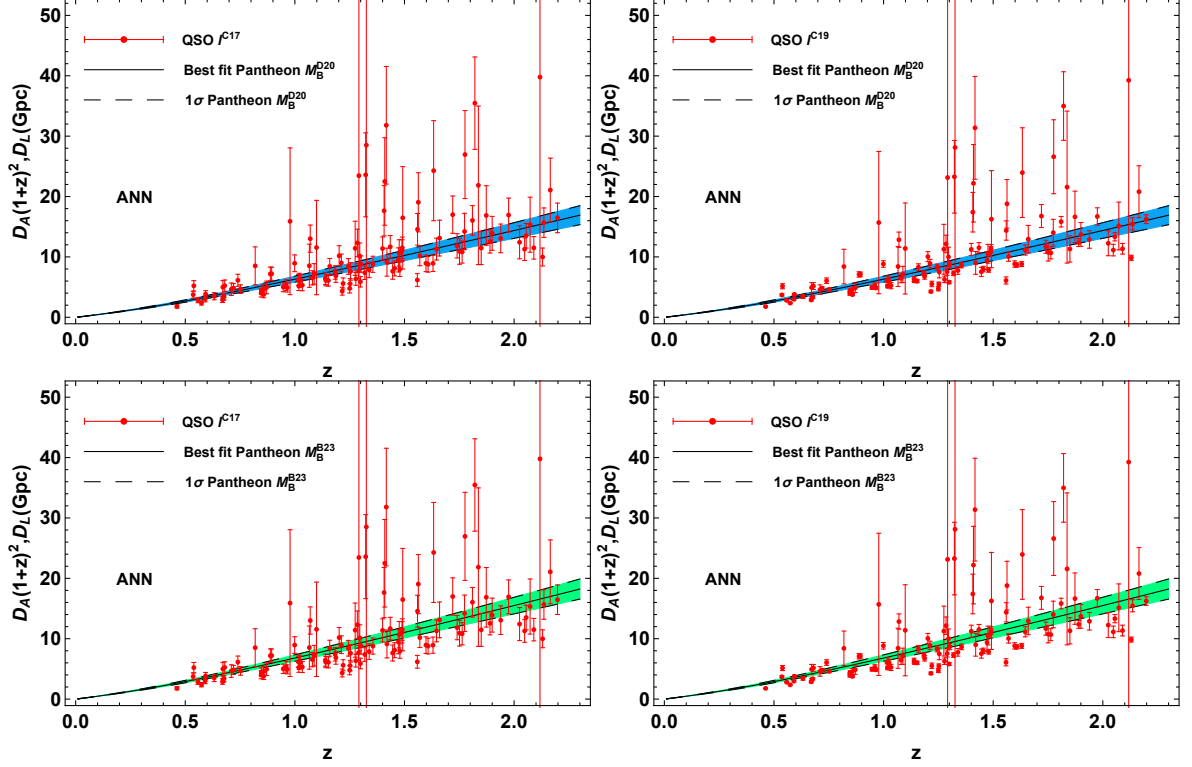 50
40
30
20
10
0
D_A(1+z)^2,D_L(Gpc)
QSO l^C17
Best fit Pantheon M_B^D20
1σ Pantheon M_B^D20
ANN
0.0 0.5 1.0 1.5 2.0
z
50
40
30
20
10
0
D_A(1+z)^2,D_L(Gpc)
QSO l^C19
Best fit Pantheon M_B^D20
1σ Pantheon M_B^D20
ANN
0.0 0.5 1.0 1.5 2.0
z
50
40
30
20
10
0
D_A(1+z)^2,D_L(Gpc)
QSO l^C17
Best fit Pantheon M_B^B23
1σ Pantheon M_B^B23
ANN
0.0 0.5 1.0 1.5 2.0
z
50
40
30
20
10
0
D_A(1+z)^2,D_L(Gpc)
QSO l^C19
Best fit Pantheon M_B^B23
1σ Pantheon M_B^B23
ANN
0.0 0.5 1.0 1.5 2.0
z